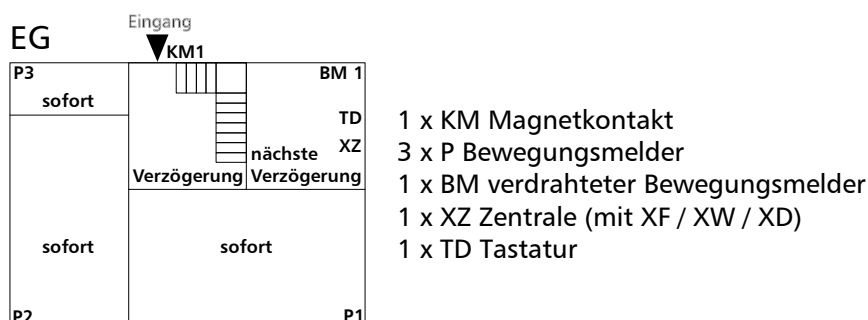 Eingang
EG
KM1
P3
BM 1
sofort
TD
XZ
nächste
Verzögerung
Verzögerung
sofort
sofort
P2
P1
1 x KM Magnetkontakt
3 x P Bewegungsmelder
1 x BM verdrahteter Bewegungsmelder
1 x XZ Zentrale (mit XF / XW / XD)
1 x TD Tastatur